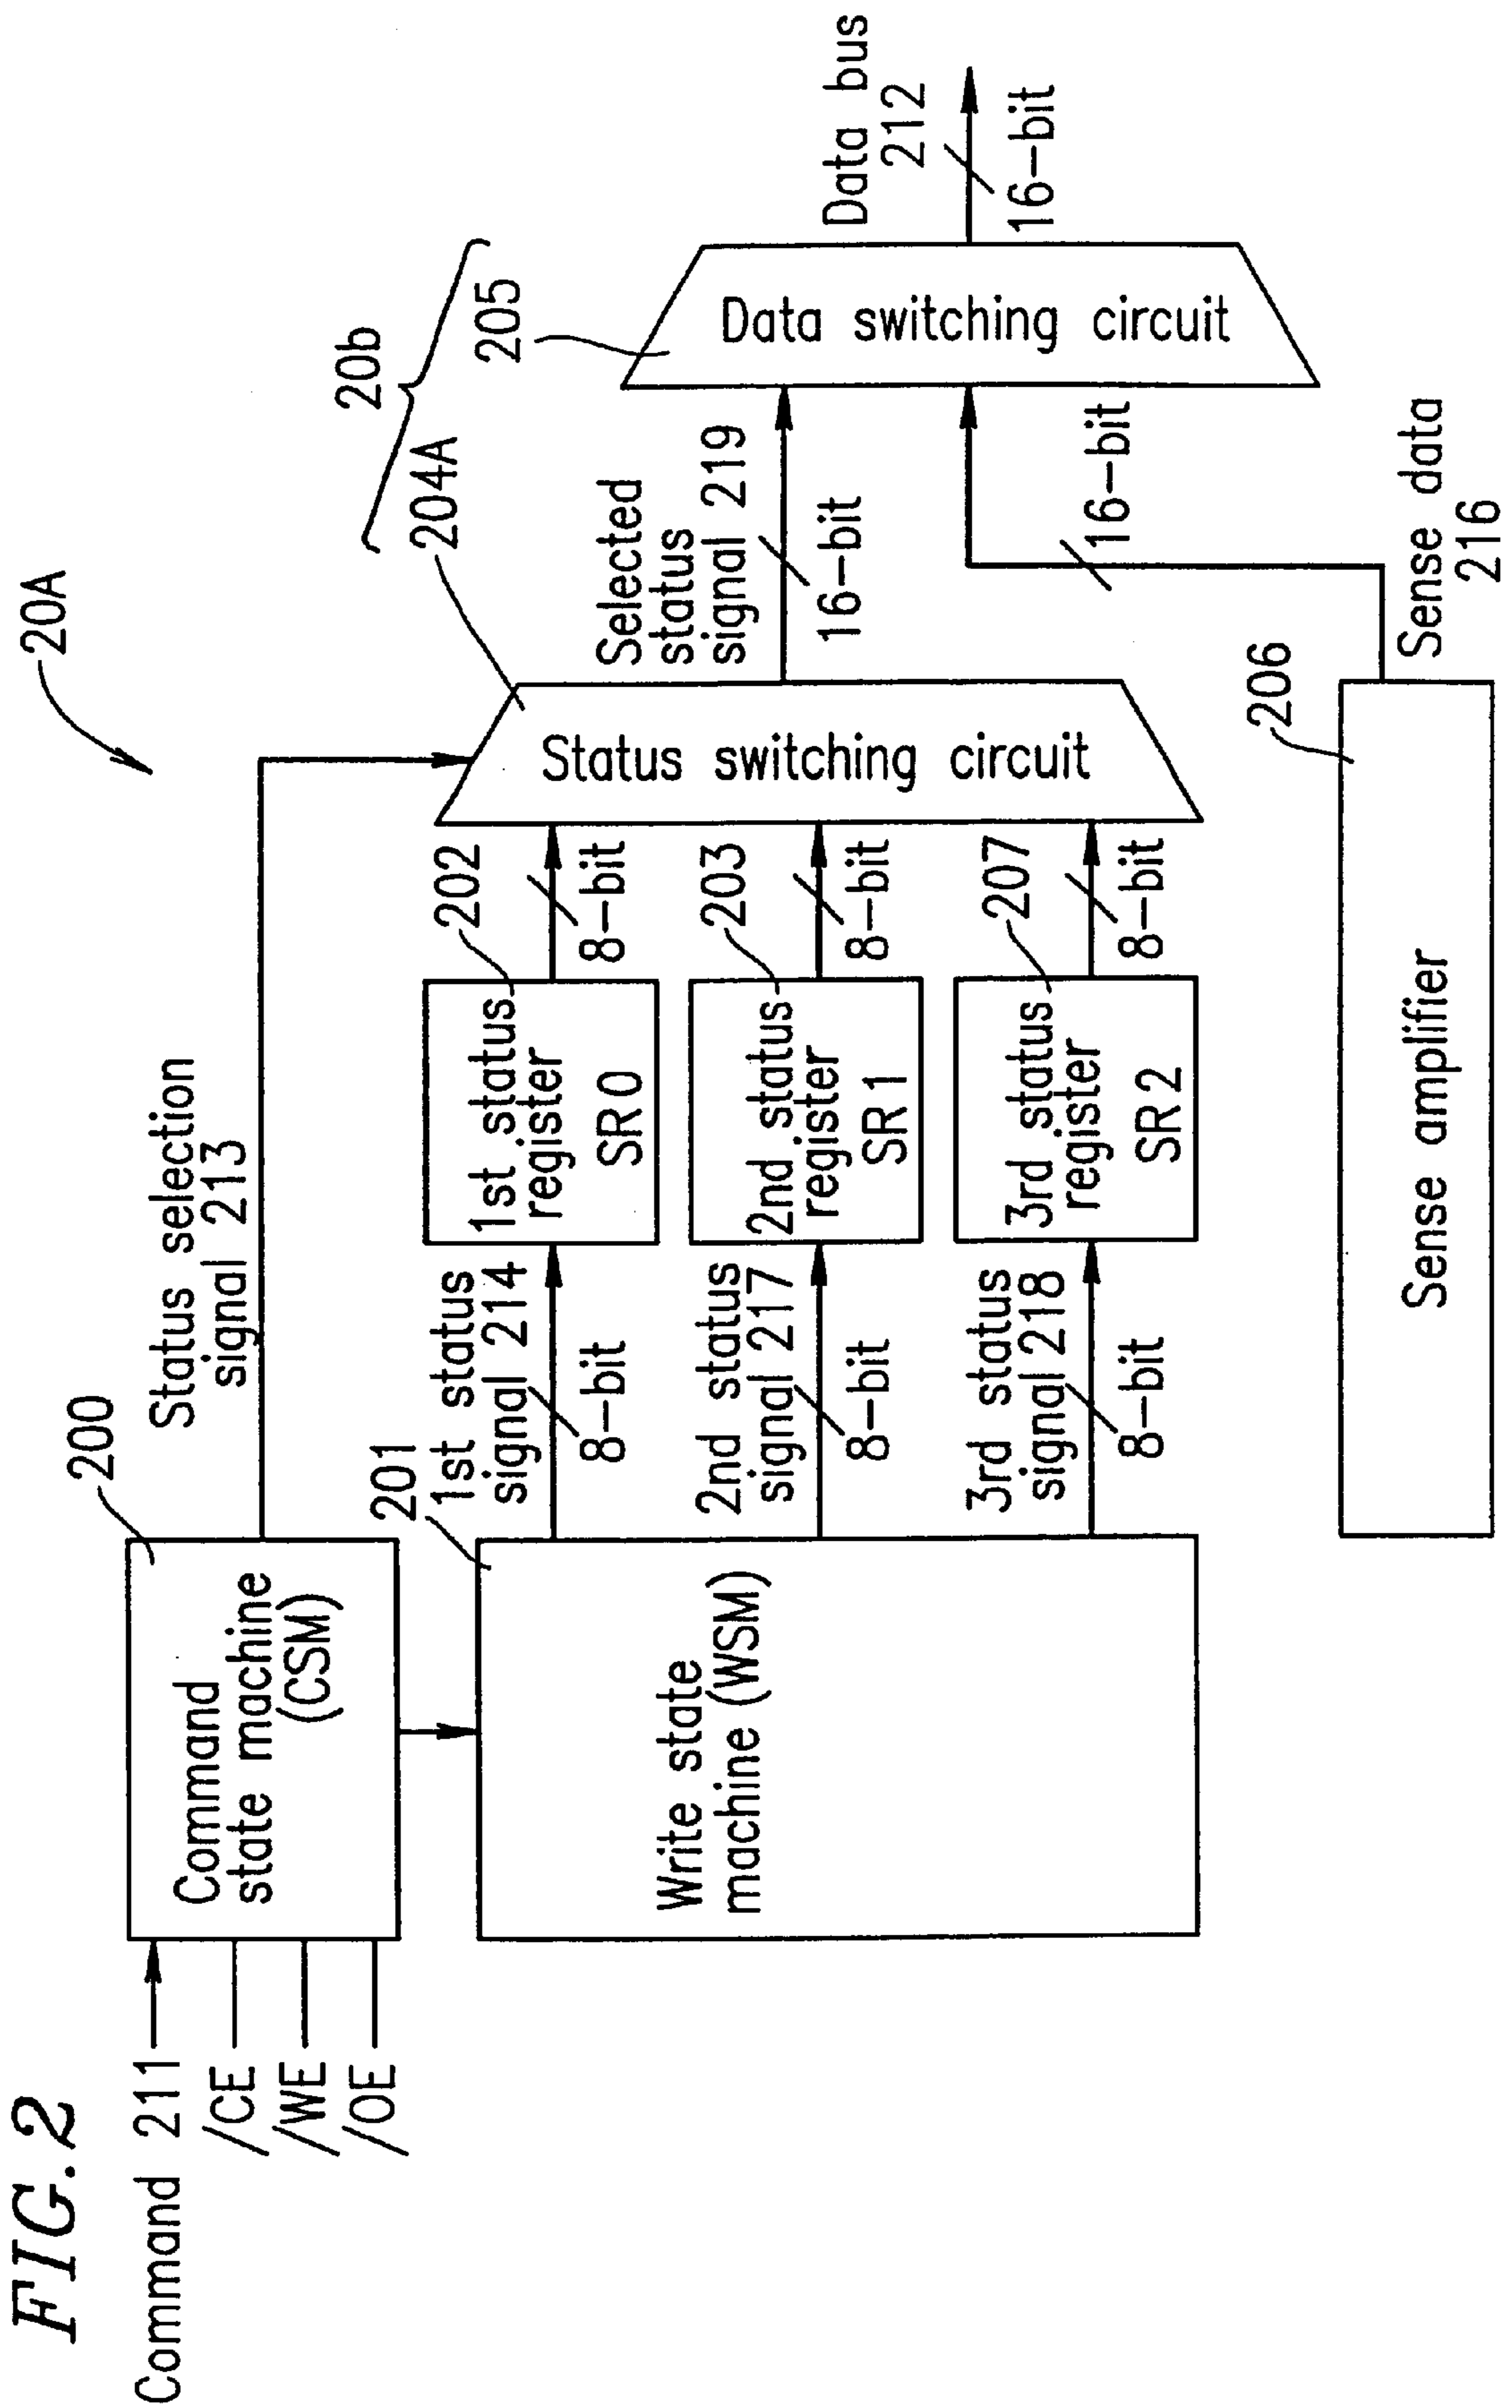 FIG.2
20A
Command 211
/CE
/WE
/OE
200
Command
state machine
(CSM)
Status selection
signal 213
201
Write state
machine (WSM)
1st status
signal 214
8-bit
2nd status
signal 217
8-bit
3rd status
signal 218
8-bit
202
1st status
register
SR0
8-bit
203
2nd status
register
SR1
8-bit
207
3rd status
register
SR2
8-bit
20b
204A
Status switching circuit
Selected
status
signal 219
16-bit
205
Data switching circuit
Data bus
212
16-bit
206
Sense amplifier
Sense data
216
16-bit